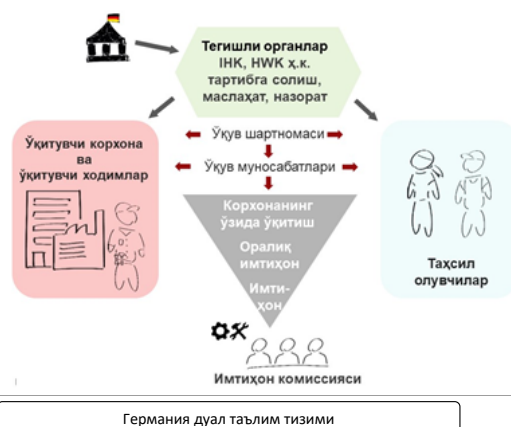 Тегишли органлар
IHK, HWK ҳ.к.
тартибга солиш,
маслаҳат, назорат
Ўқитувчи корхона
ва
ўқитувчи ходимлар
Ўқув шартномаси
Ўқув муносабатлари
Корхонанинг
ўзида ўқитиш
Оралиқ
имтиҳон
Имти-
ҳон
Таҳсил
олувчилар
Имтиҳон комиссияси
Германия дуал таълим тизими